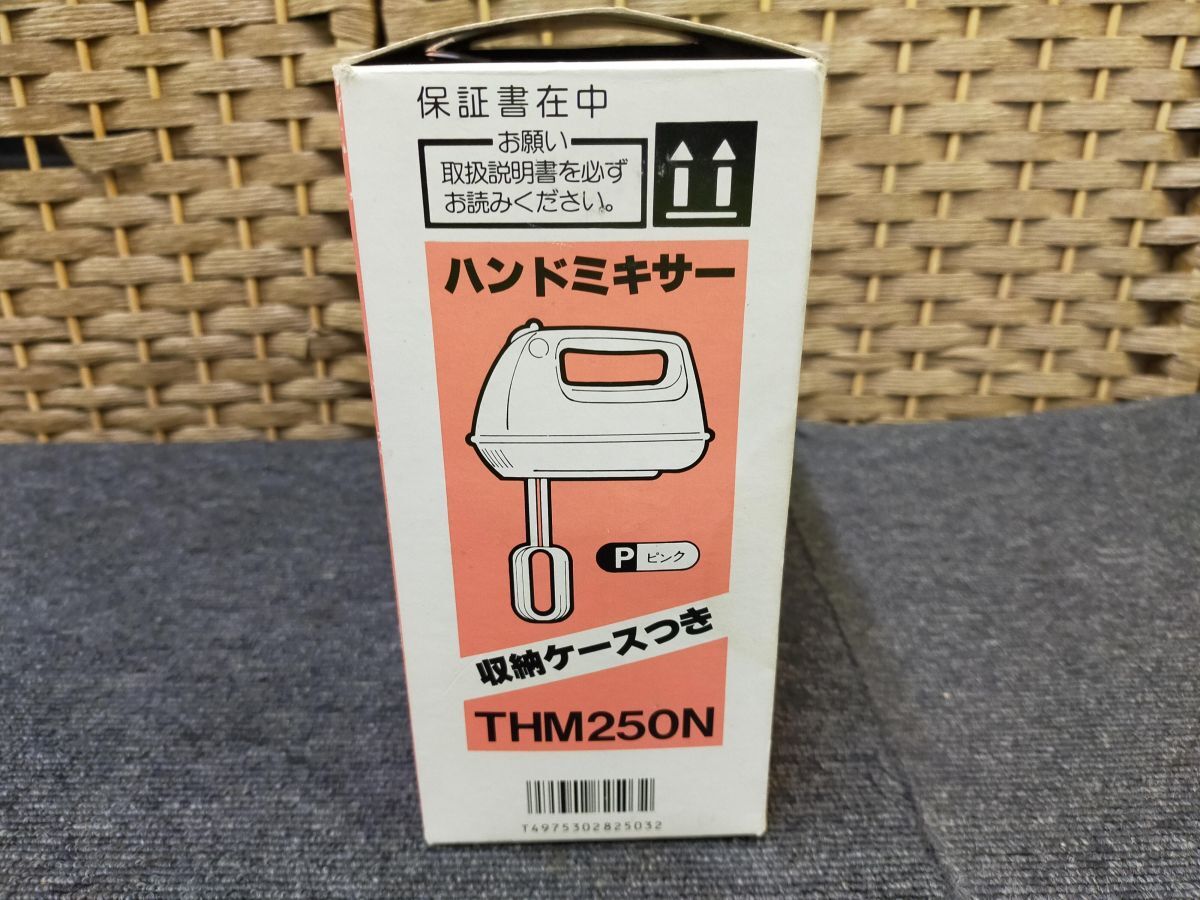 保証書在中
お願い
取扱説明書を必ず
お読みください。
ハンドミキサー
P ピンク
収納ケースつき
THM250N
T4975302825032